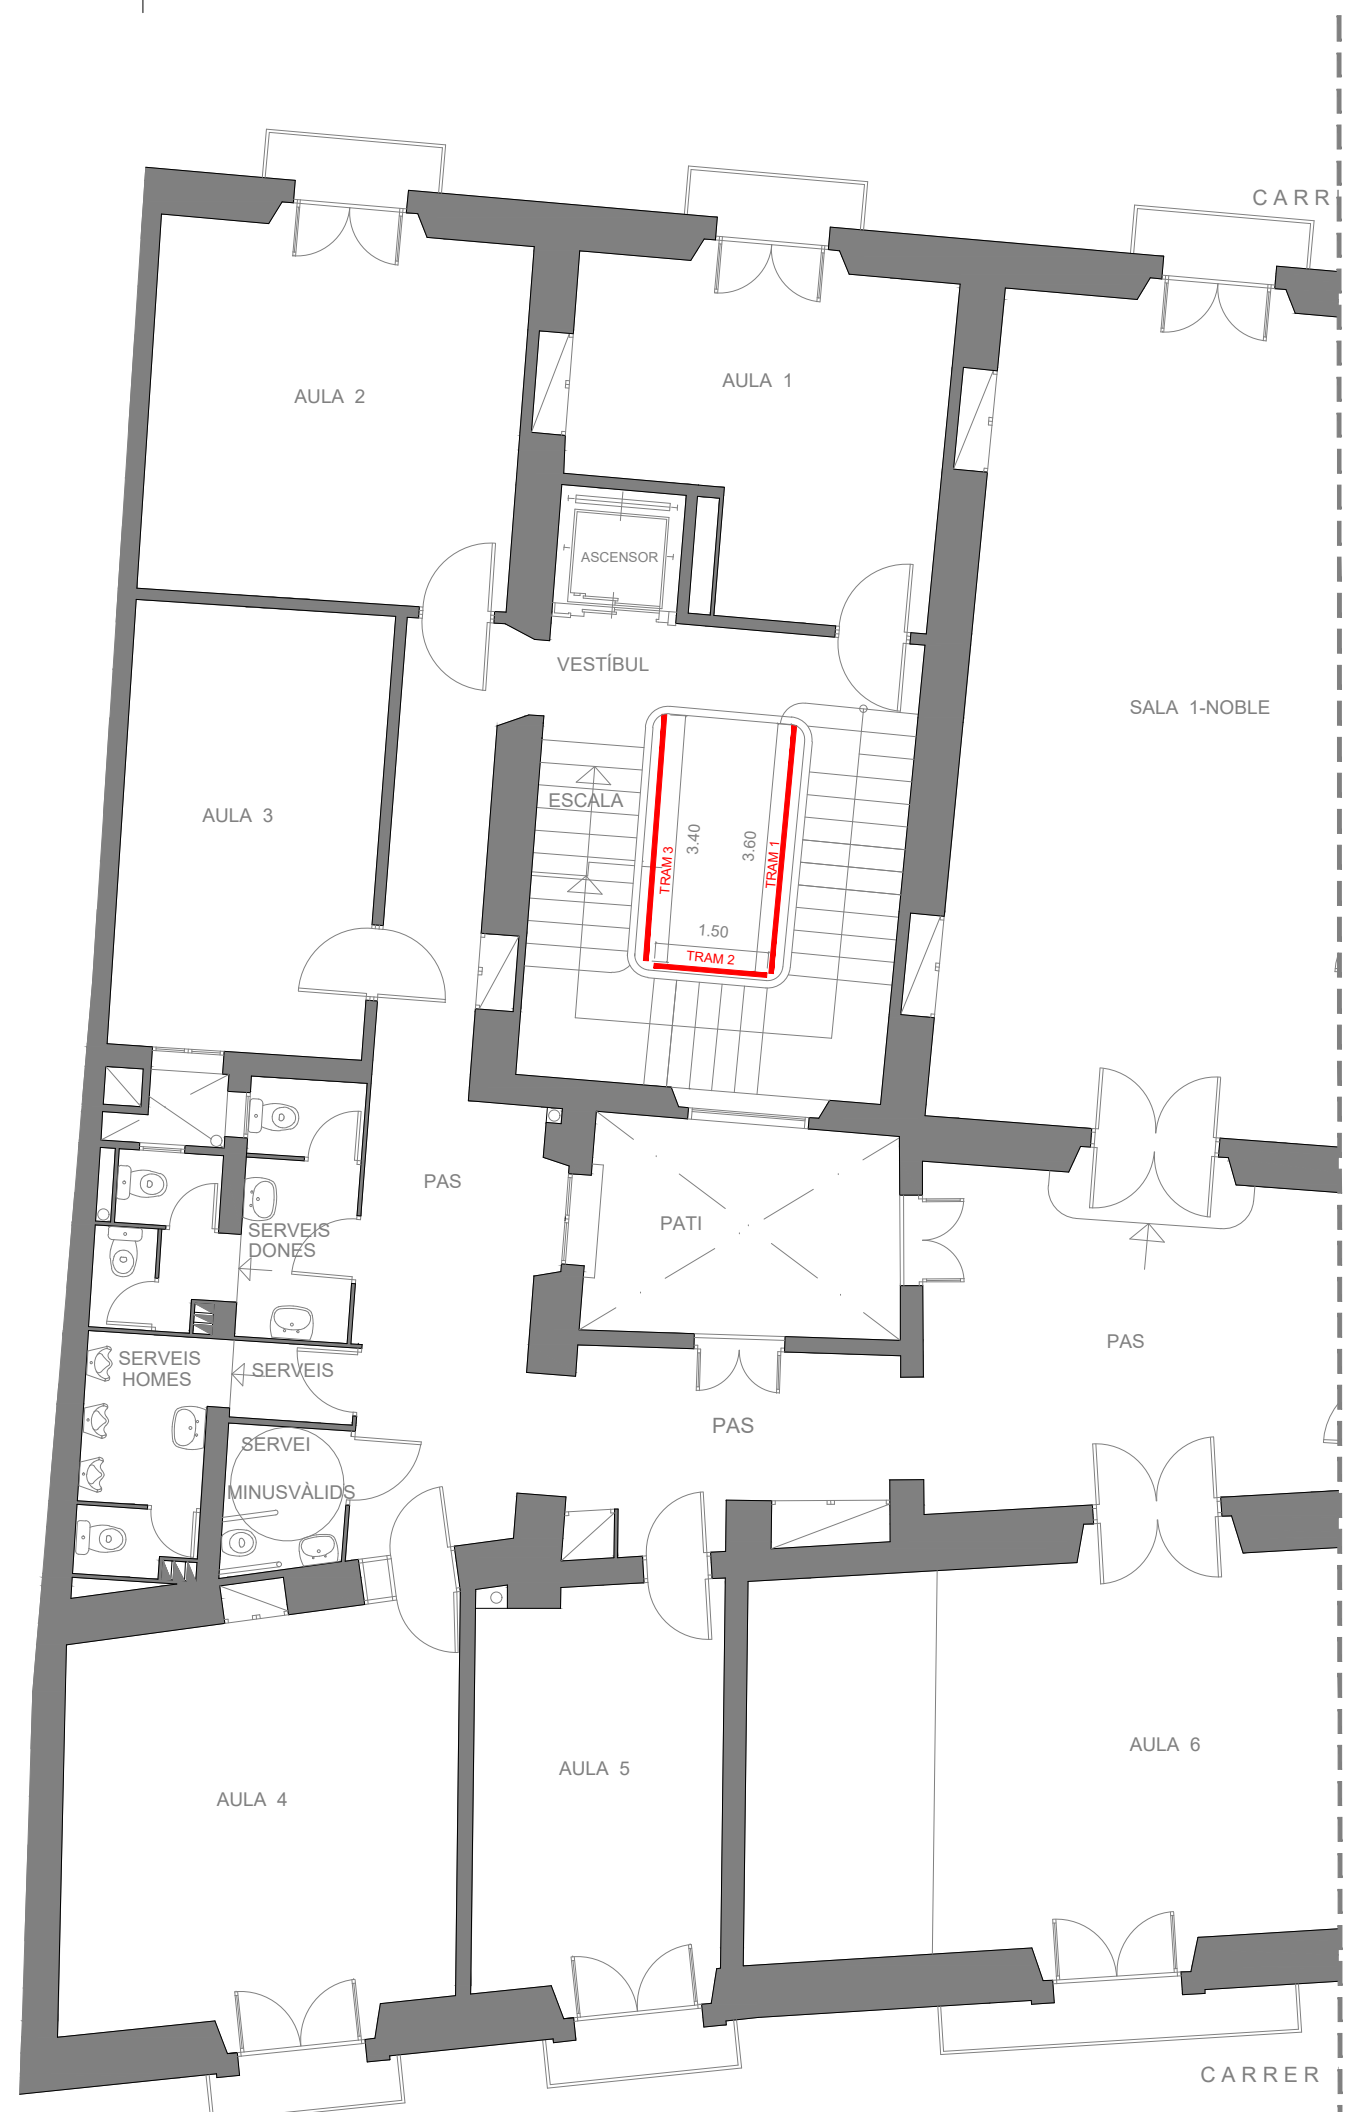 CARR
AULA 2
AULA 1
ASCENSOR
VESTÍBUL
SALA 1-NOBLE
ESCALA
AULA 3
3.40
3.60
TRAM 3
TRAM 1
1.50
TRAM 2
PAS
PATI
SERVEIS
DONES
PAS
SERVEIS
HOMES
SERVEIS
PAS
SERVEI
MINUSVÀLIDS
AULA 6
AULA 5
AULA 4
CARRER